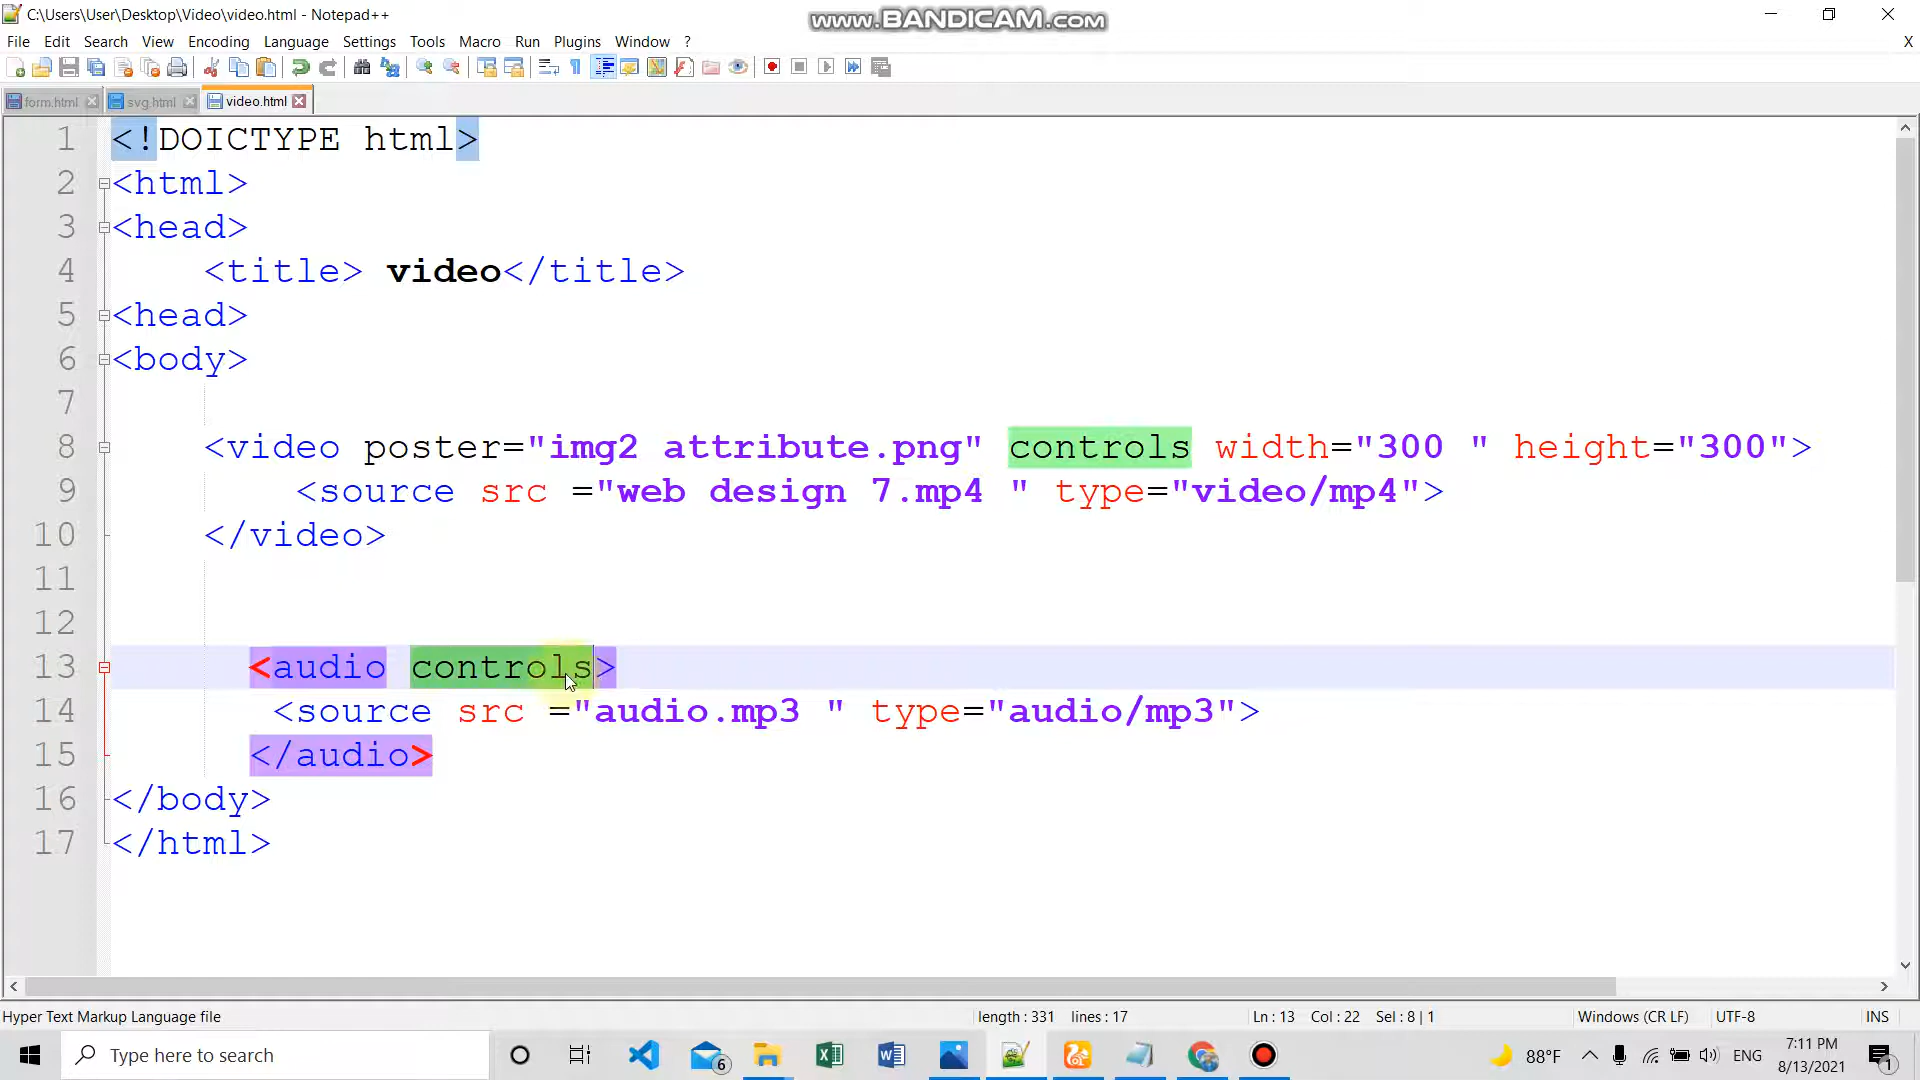 C:\Users\User\Desktop\Video\video.html - Notepad++
www.BANDICAM.com
File Edit Search View Encoding Language Settings Tools Macro Run Plugins Window ? X
form.html svg.html video.html
1 <!DOICTYPE html>
2 <html>
3 <head>
4 <title> video</title>
5 <head>
6 <body>
7
8 <video poster="img2 attribute.png" controls width="300 " height="300">
9 <source src ="web design 7.mp4 " type="video/mp4">
10 </video>
11
12
13 <audio controls>
14 <source src ="audio.mp3 " type="audio/mp3">
15 </audio>
16 </body>
17 </html>
Hyper Text Markup Language file length : 331 lines : 17 Ln : 13 Col : 22 Sel : 8 | 1 Windows (CR LF) UTF-8 INS
Type here to search 6 88°F ENG 7:11 PM 1
8/13/2021